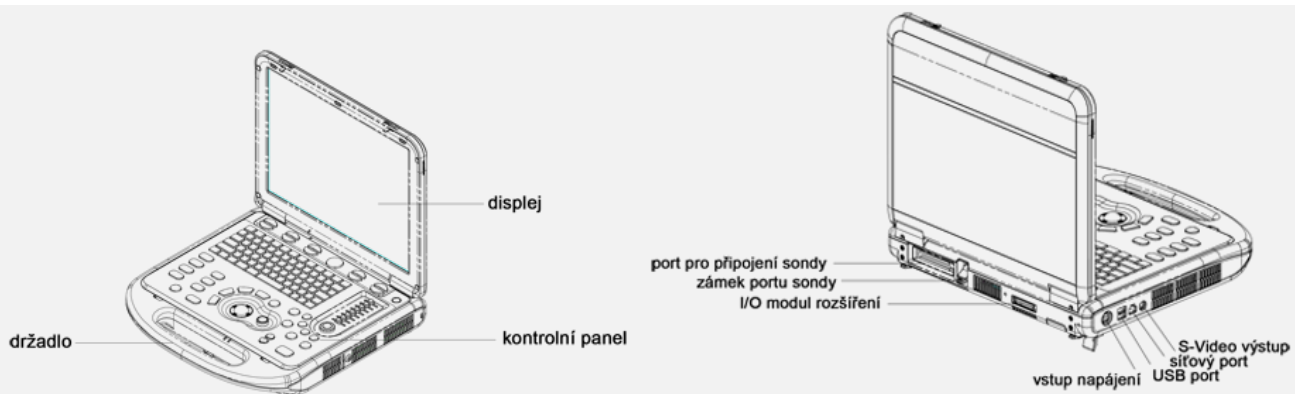 displej
držadlo
kontrolní panel
port pro připojení sondy
zámek portu sondy
I/O modul rozšíření
S-Video výstup
síťový port
USB port
vstup napájení